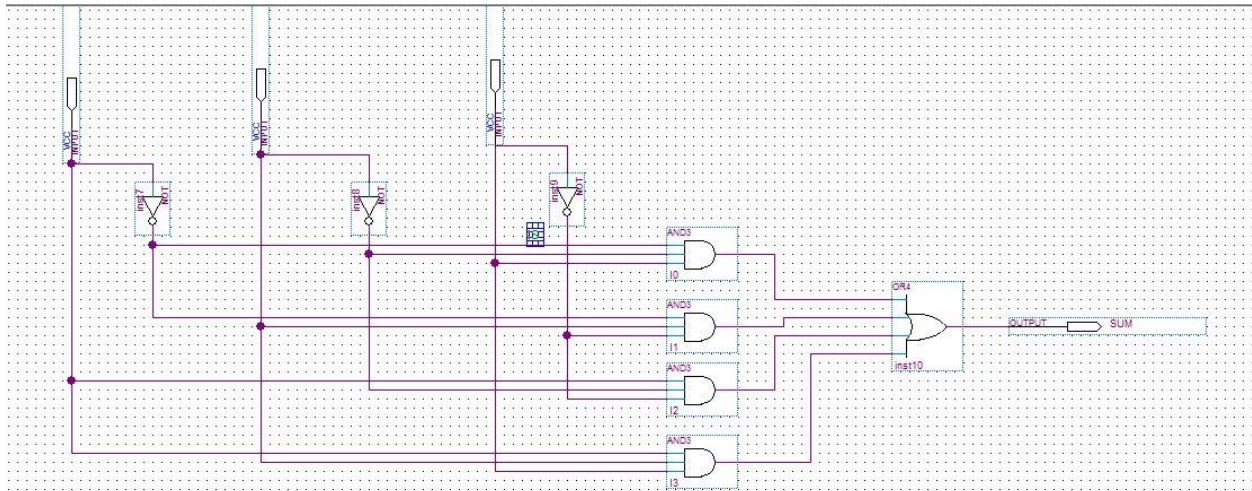 VCC
INPUT
VCC
INPUT
VCC
INPUT
inst7
NOT
inst8
NOT
inst9
NOT
AND3
I0
AND3
I1
AND3
I2
AND3
I3
OR4
inst10
OUTPUT
SUM